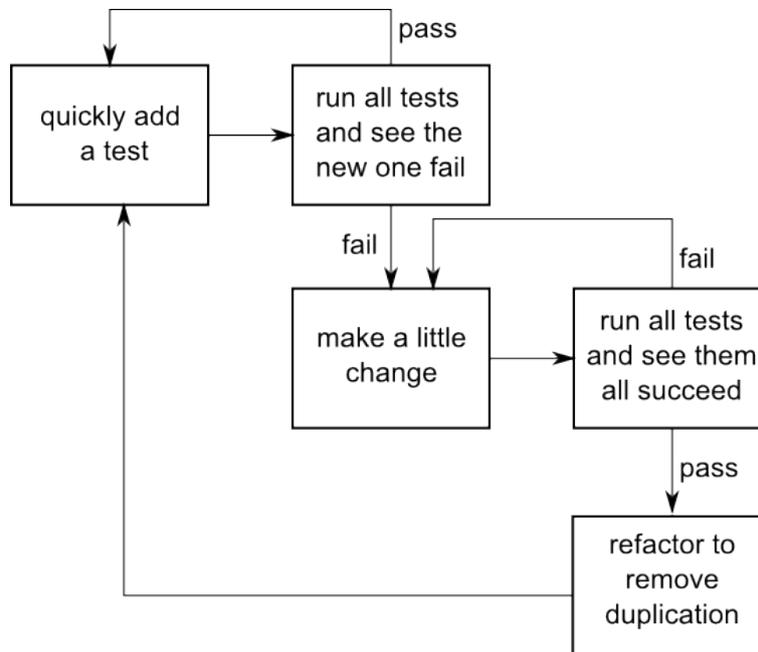 pass
quickly add
a test
run all tests
and see the
new one fail
fail
fail
make a little
change
run all tests
and see them
all succeed
pass
refactor to
remove
duplication